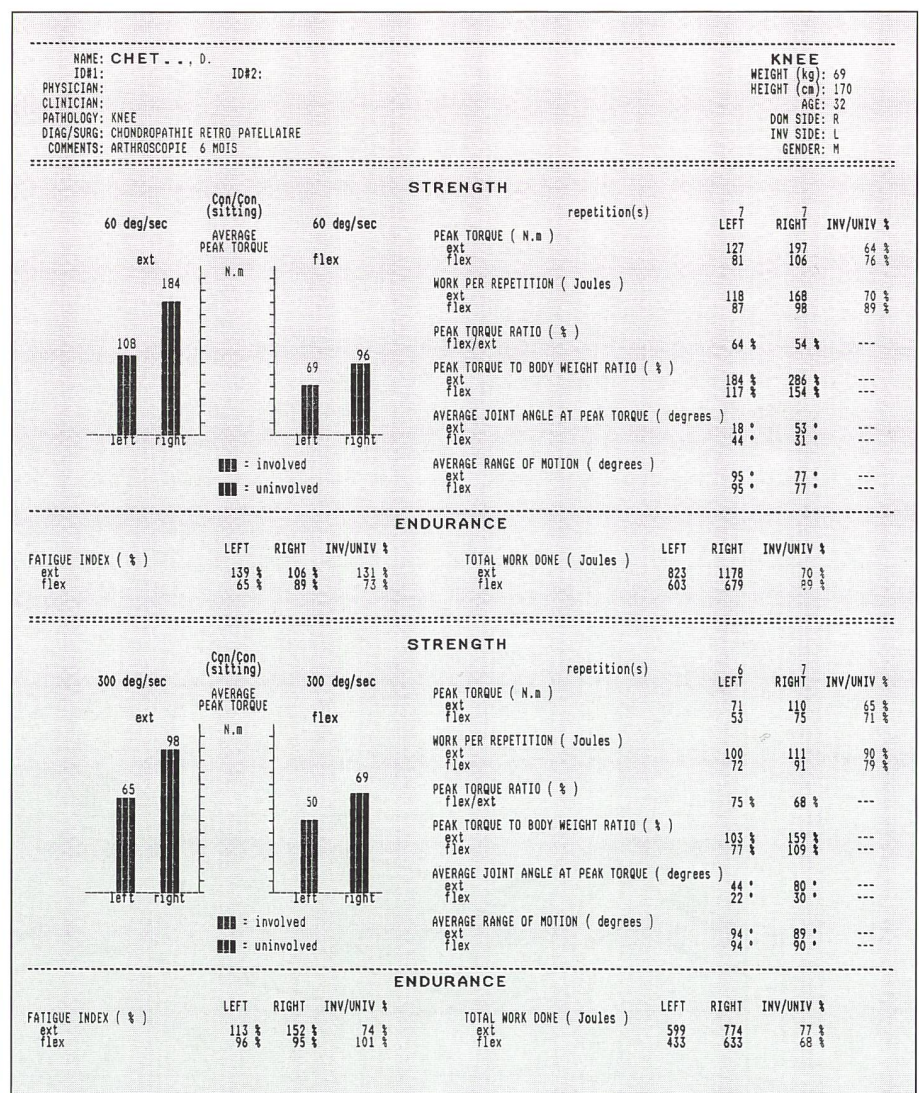 NAME: CHET . . , D. KNEE
ID#1: ID#2: WEIGHT (kg): 69
PHYSICIAN: HEIGHT (cm): 170
CLINICIAN: AGE: 32
PATHOLOGY: KNEE DOM SIDE: R
DIAG/SURG: CHONDROPATHIE RETRO PATELLAIRE INV SIDE: L
COMMENTS: ARTHROSCOPIE 6 MOIS GENDER: M
STRENGTH
Con/Con
(sitting)
60 deg/sec 60 deg/sec
AVERAGE
PEAK TORQUE
ext flex
N.m
184
108
69
96
left right left right
= involved
= uninvolved
repetition(s) 7 7
LEFT RIGHT INV/UNIV %
PEAK TORQUE ( N.m )
ext 127 197 64 %
flex 81 106 76 %
WORK PER REPETITION ( Joules )
ext 118 168 70 %
flex 87 98 89 %
PEAK TORQUE RATIO ( % )
flex/ext 64 % 54 % ---
PEAK TORQUE TO BODY WEIGHT RATIO ( % )
ext 184 % 286 % ---
flex 117 % 154 % ---
AVERAGE JOINT ANGLE AT PEAK TORQUE ( degrees )
ext 18 ° 53 ° ---
flex 44 ° 31 ° ---
AVERAGE RANGE OF MOTION ( degrees )
ext 95 ° 77 ° ---
flex 95 ° 77 ° ---
ENDURANCE
LEFT RIGHT INV/UNIV % LEFT RIGHT INV/UNIV %
FATIGUE INDEX ( % ) TOTAL WORK DONE ( Joules )
ext 139 % 106 % 131 % ext 823 1178 70 %
flex 65 % 89 % 73 % flex 603 679 89 %
STRENGTH
Con/Con
(sitting)
300 deg/sec 300 deg/sec
AVERAGE
PEAK TORQUE
ext flex
N.m
98
65
50
69
left right left right
= involved
= uninvolved
repetition(s) 6 7
LEFT RIGHT INV/UNIV %
PEAK TORQUE ( N.m )
ext 71 110 65 %
flex 53 75 71 %
WORK PER REPETITION ( Joules )
ext 100 111 90 %
flex 72 91 79 %
PEAK TORQUE RATIO ( % )
flex/ext 75 % 68 % ---
PEAK TORQUE TO BODY WEIGHT RATIO ( % )
ext 103 % 159 % ---
flex 77 % 109 % ---
AVERAGE JOINT ANGLE AT PEAK TORQUE ( degrees )
ext 44 ° 80 ° ---
flex 22 ° 30 ° ---
AVERAGE RANGE OF MOTION ( degrees )
ext 94 ° 89 ° ---
flex 94 ° 90 ° ---
ENDURANCE
LEFT RIGHT INV/UNIV % LEFT RIGHT INV/UNIV %
FATIGUE INDEX ( % ) TOTAL WORK DONE ( Joules )
ext 113 % 152 % 74 % ext 599 774 77 %
flex 96 % 95 % 101 % flex 433 633 68 %